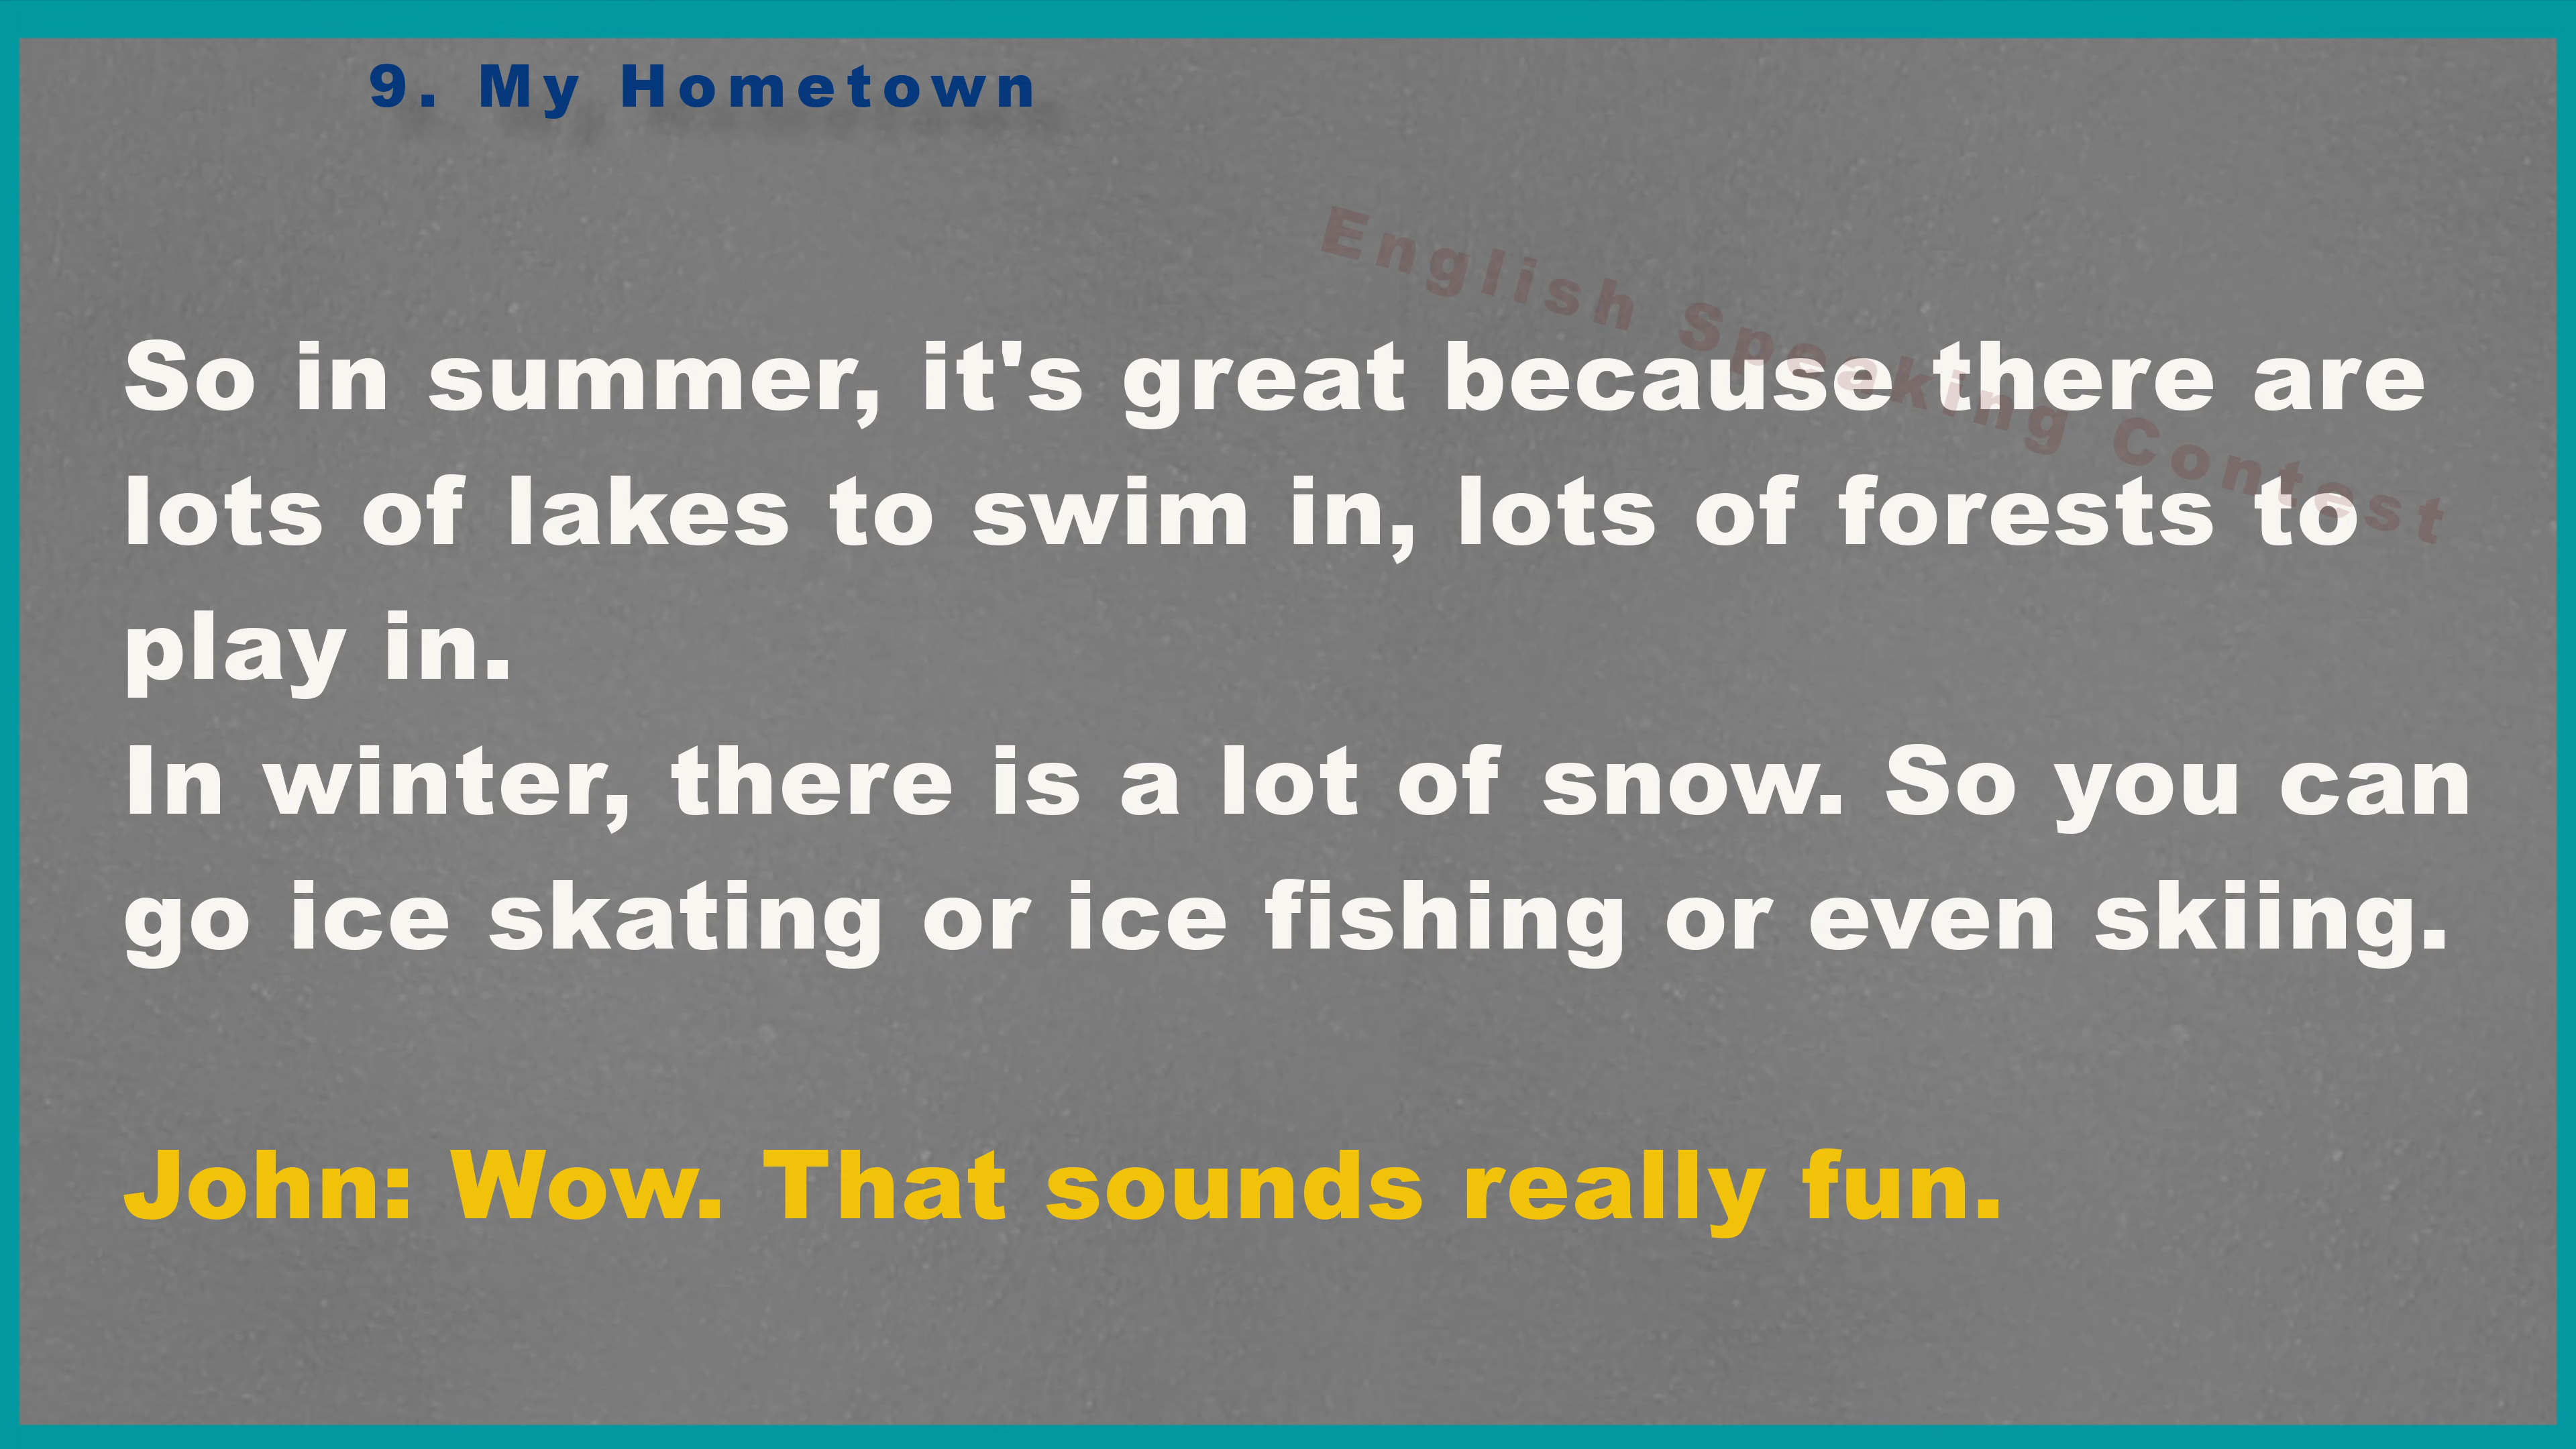 9. My Hometown
English Speaking Contest
So in summer, it's great because there are
lots of lakes to swim in, lots of forests to
play in.
In winter, there is a lot of snow. So you can
go ice skating or ice fishing or even skiing.
John: Wow. That sounds really fun.